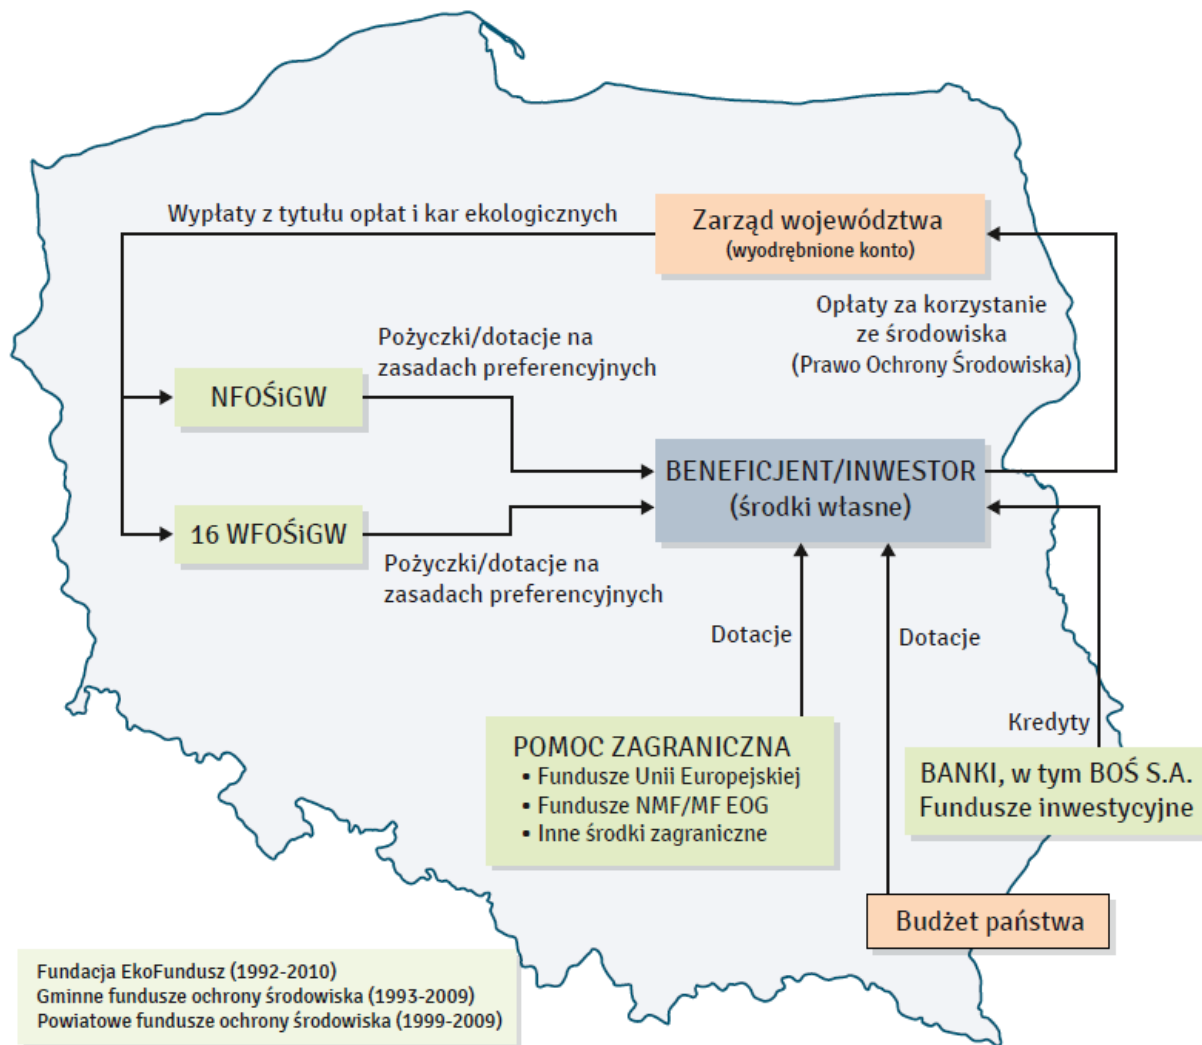 Wypłaty z tytułu opłat i kar ekologicznych
Zarząd województwa
(wyodrębnione konto)
Opłaty za korzystanie
ze środowiska
(Prawo Ochrony Środowiska)
Pożyczki/dotacje na
zasadach preferencyjnych
NFOŚiGW
BENEFICJENT/INWESTOR
(środki własne)
16 WFOŚiGW
Pożyczki/dotacje na
zasadach preferencyjnych
Dotacje
Dotacje
Kredyty
POMOC ZAGRANICZNA
▪ Fundusze Unii Europejskiej
▪ Fundusze NMF/MF EOG
▪ Inne środki zagraniczne
BANKI, w tym BOŚ S.A.
Fundusze inwestycyjne
Budżet państwa
Fundacja EkoFundusz (1992-2010)
Gminne fundusze ochrony środowiska (1993-2009)
Powiatowe fundusze ochrony środowiska (1999-2009)